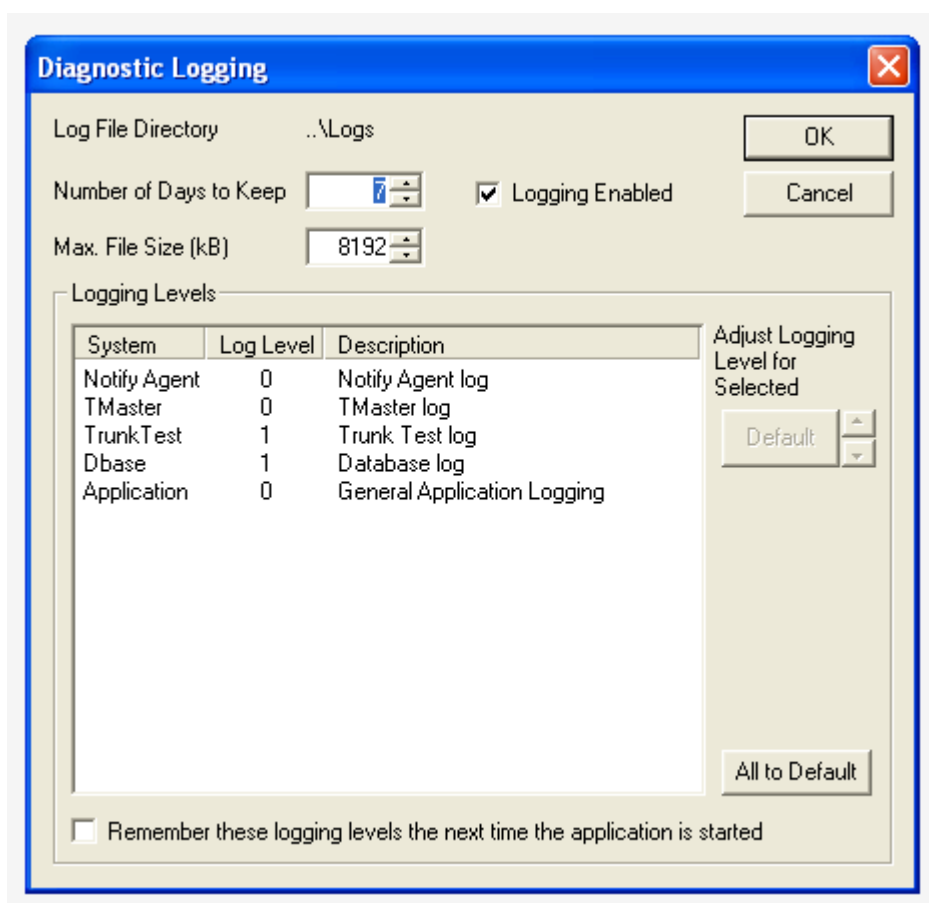 Diagnostic Logging
Log File Directory ..\Logs
OK
Number of Days to Keep 7
Logging Enabled
Cancel
Max. File Size (kB) 8192
Logging Levels
System Log Level Description
Notify Agent 0 Notify Agent log
TMaster 0 TMaster log
TrunkTest 1 Trunk Test log
Dbase 1 Database log
Application 0 General Application Logging
Adjust Logging
Level for
Selected
Default
All to Default
Remember these logging levels the next time the application is started